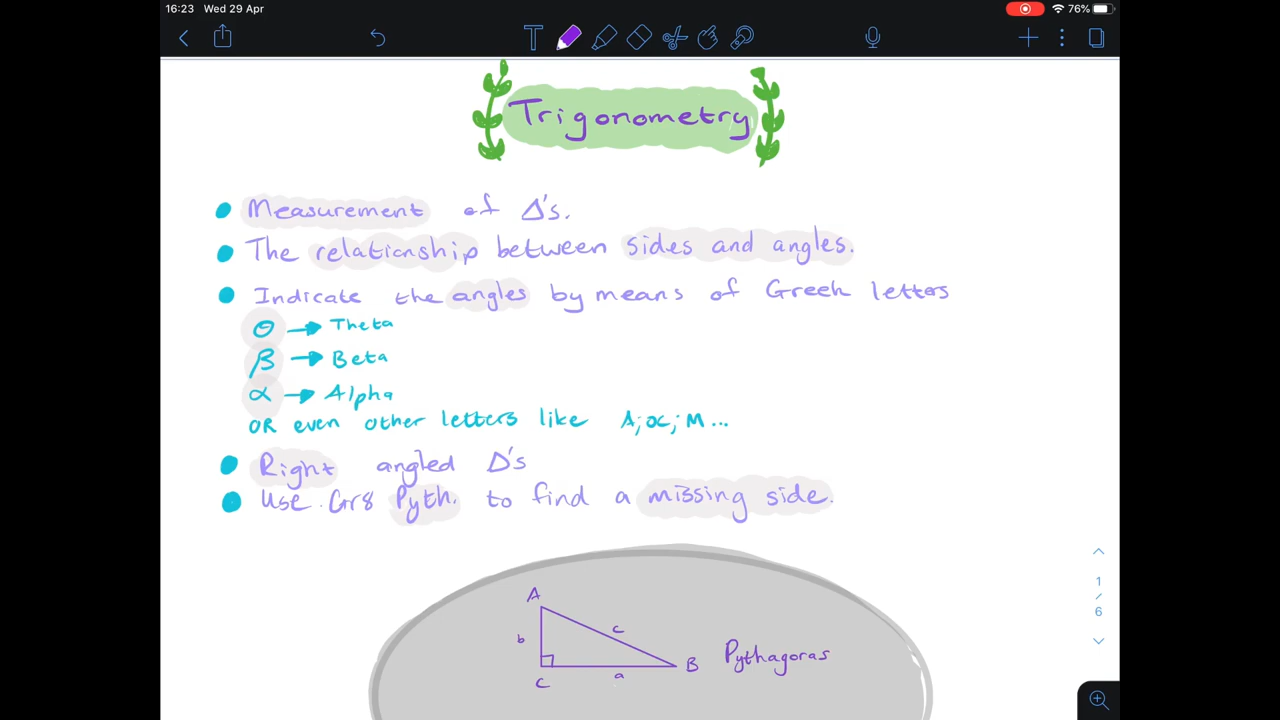 16:23 Wed 29 Apr 76%
T
Trigonometry
Measurement of Δ's.
The relationship between sides and angles.
Indicate the angles by means of Greek letters
θ → Theta
β → Beta
α → Alpha
OR even other letters like A; x; M...
Right angled Δ's
Use Gr8 Pyth. to find a missing side.
A
b c
C a B Pythagoras
1
/
6